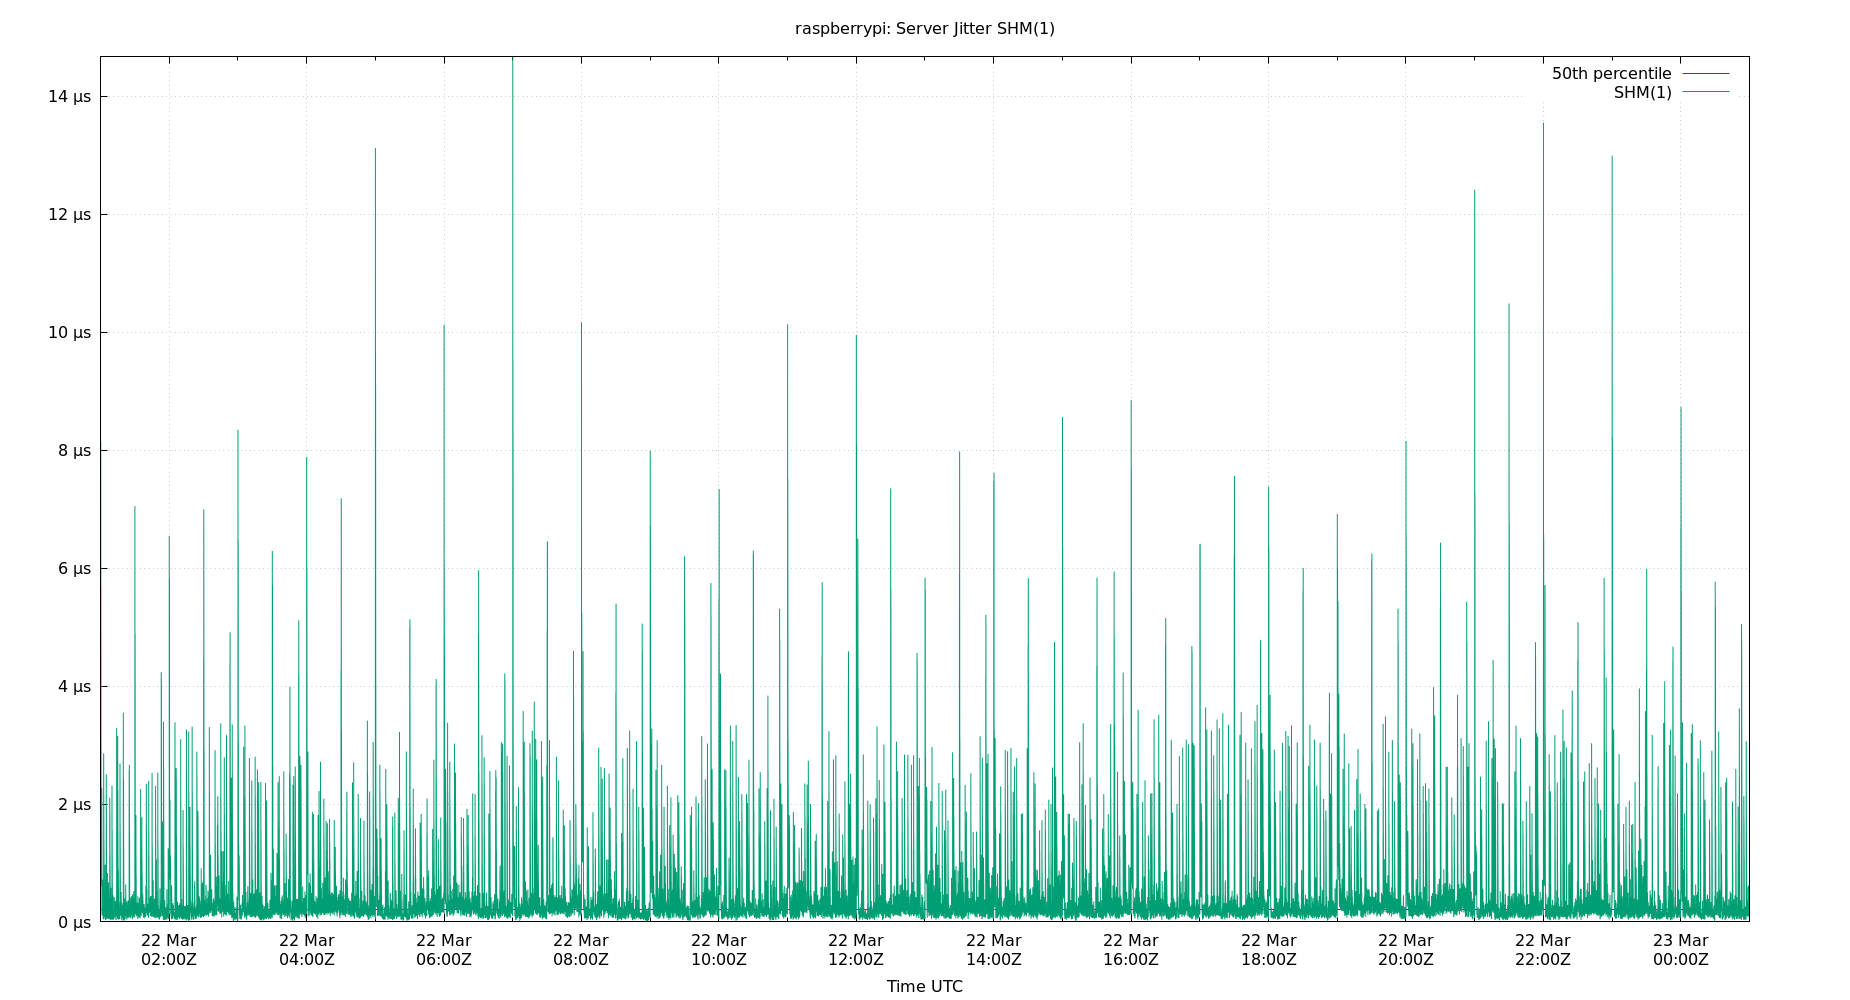 raspberrypi: Server Jitter SHM(1)
50th percentile
SHM(1)
14 µs
12 µs
10 µs
8 µs
6 µs
4 µs
2 µs
0 µs
22 Mar 22 Mar 22 Mar 22 Mar 22 Mar 22 Mar 22 Mar 22 Mar 22 Mar 22 Mar 22 Mar 23 Mar
02:00Z 04:00Z 06:00Z 08:00Z 10:00Z 12:00Z 14:00Z 16:00Z 18:00Z 20:00Z 22:00Z 00:00Z
Time UTC